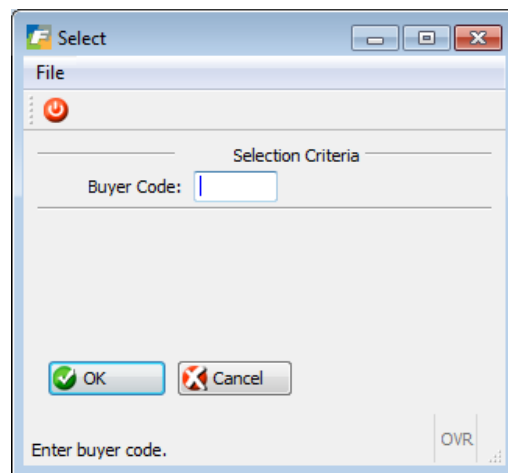 Select
File
Selection Criteria
Buyer Code:
OK Cancel
Enter buyer code. OVR